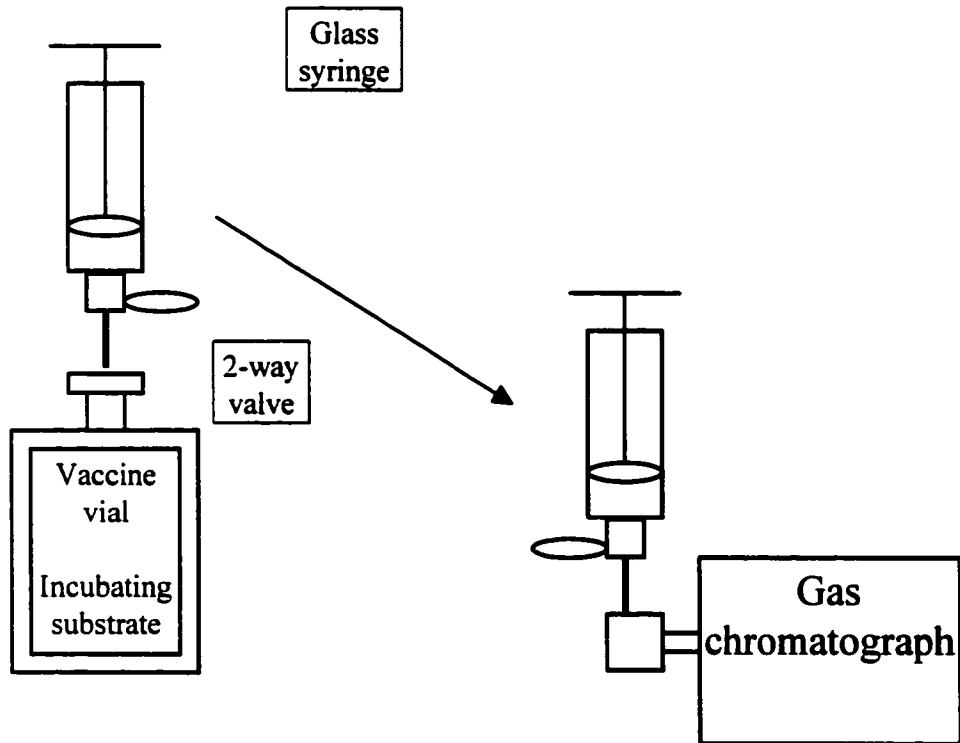 Glass
syringe
2-way
valve
Vaccine
vial
Incubating
substrate
Gas
chromatograph